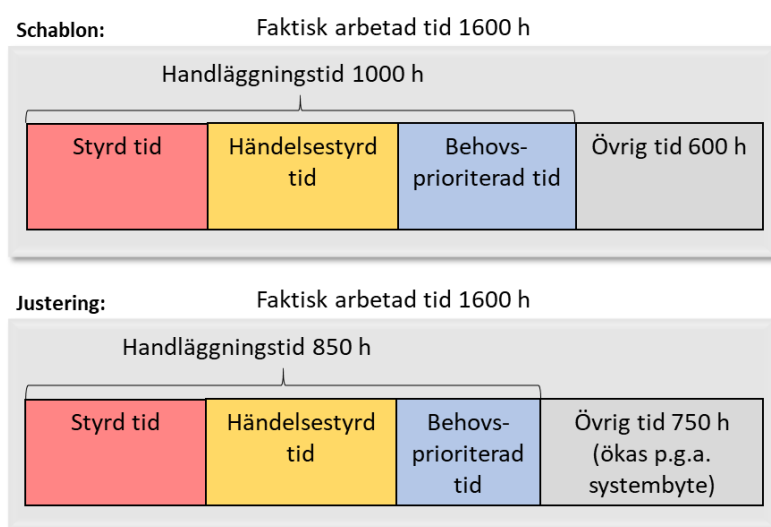 Schablon:
Faktisk arbetad tid 1600 h
Handläggningstid 1000 h
Styrd tid
Händelsestyrd
tid
Behovs-
prioriterad tid
Övrig tid 600 h
Justering:
Faktisk arbetad tid 1600 h
Handläggningstid 850 h
Styrd tid
Händelsestyrd
tid
Behovs-
prioriterad
tid
Övrig tid 750 h
(ökas p.g.a.
systembyte)